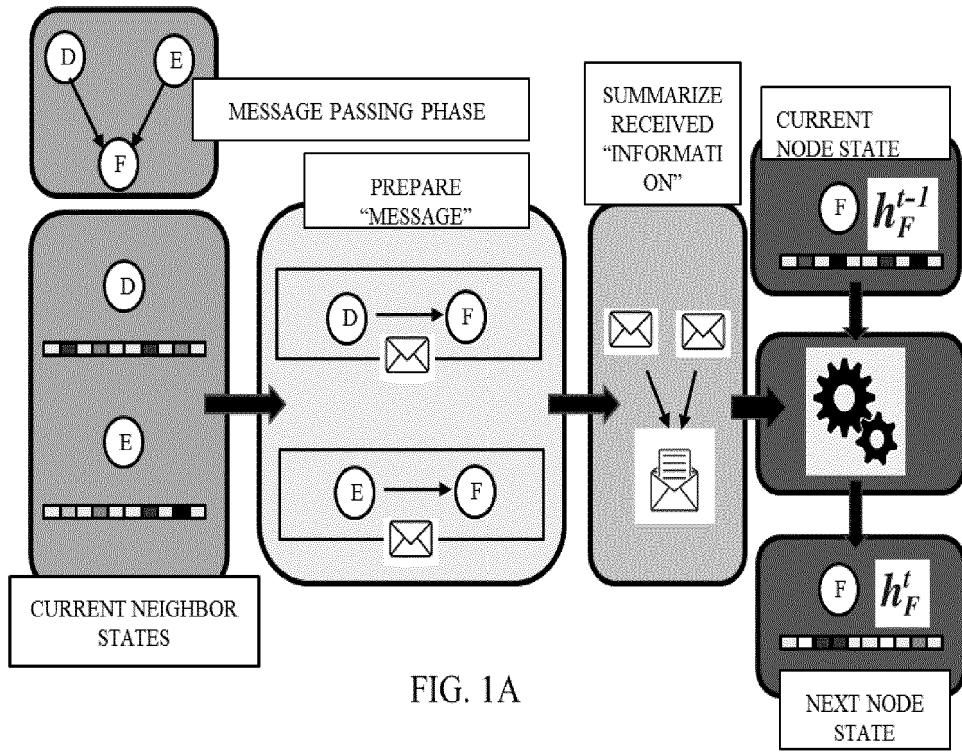 D
E
F
MESSAGE PASSING PHASE
PREPARE
“MESSAGE”
SUMMARIZE
RECEIVED
“INFORMATI
ON”
CURRENT
NODE STATE
F
h_F^{t-1}
D
E
D
F
E
F
F
h_F^t
CURRENT NEIGHBOR
STATES
NEXT NODE
STATE
FIG. 1A